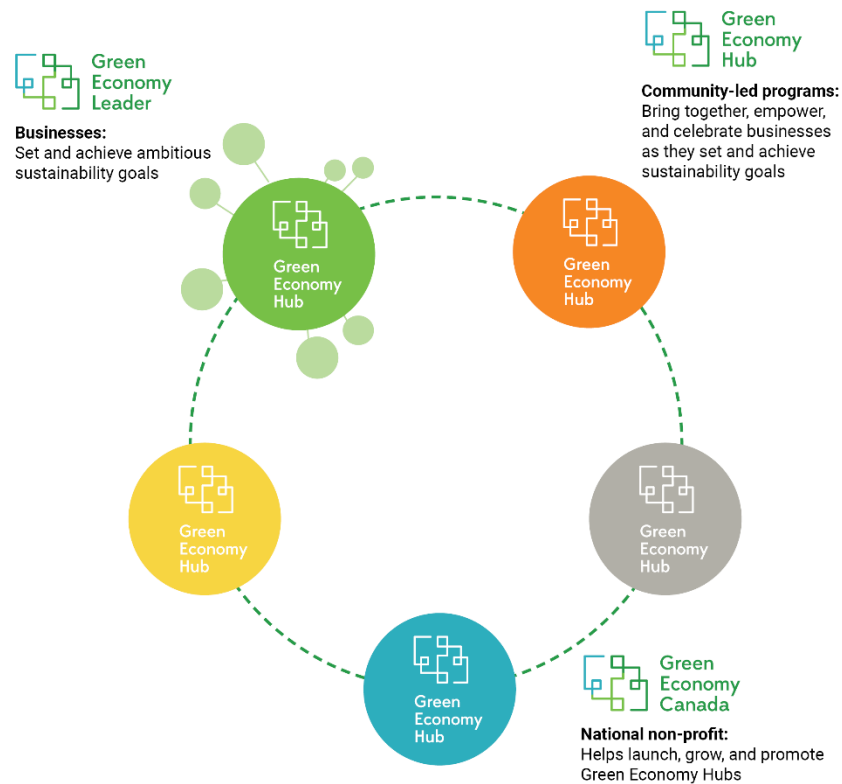 Green
Economy
Leader
Businesses:
Set and achieve ambitious
sustainability goals
Green
Economy
Hub
Community-led programs:
Bring together, empower,
and celebrate businesses
as they set and achieve
sustainability goals
Green
Economy
Hub
Green
Economy
Hub
Green
Economy
Hub
Green
Economy
Hub
Green
Economy
Hub
Green
Economy
Canada
National non-profit:
Helps launch, grow, and promote
Green Economy Hubs